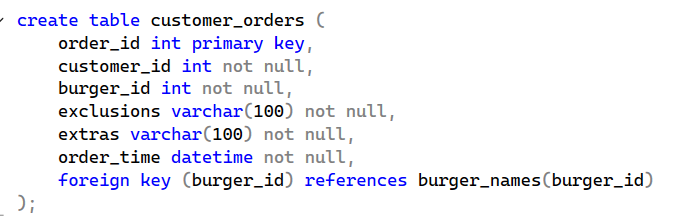 create table customer_orders (
    order_id int primary key,
    customer_id int not null,
    burger_id int not null,
    exclusions varchar(100) not null,
    extras varchar(100) not null,
    order_time datetime not null,
    foreign key (burger_id) references burger_names(burger_id)
);